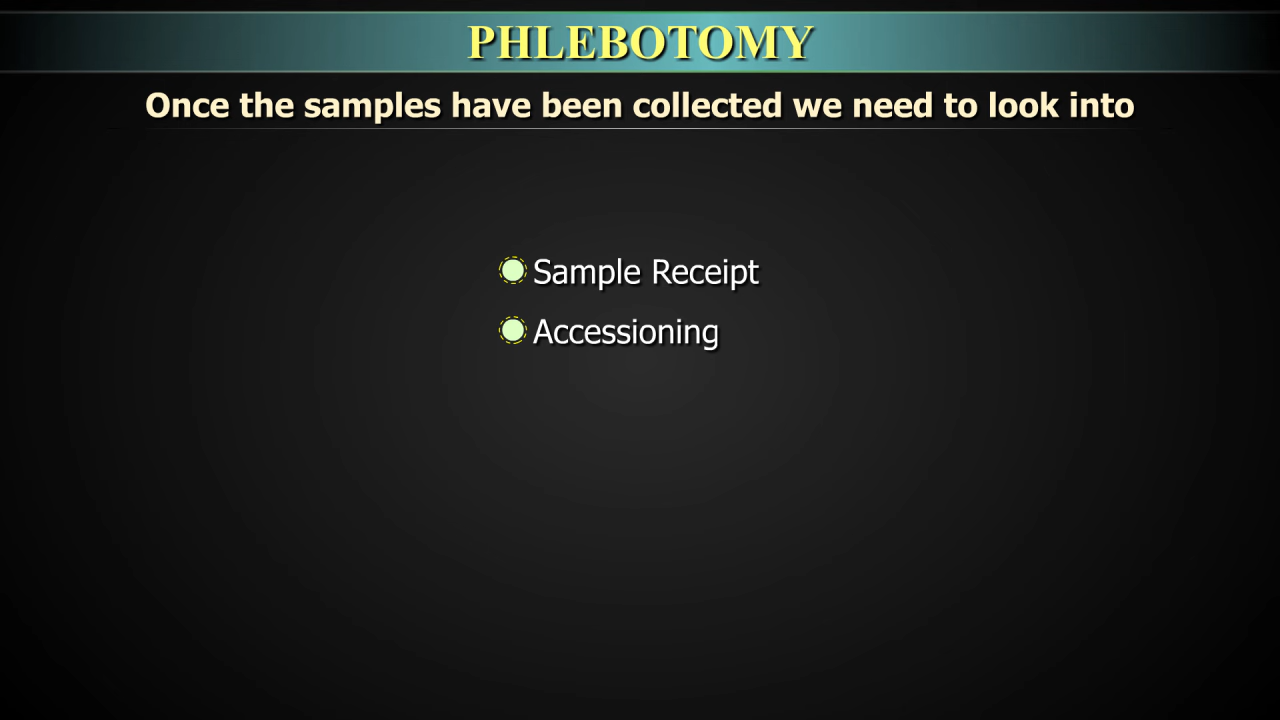 PHLEBOTOMY
Once the samples have been collected we need to look into
Sample Receipt
Accessioning